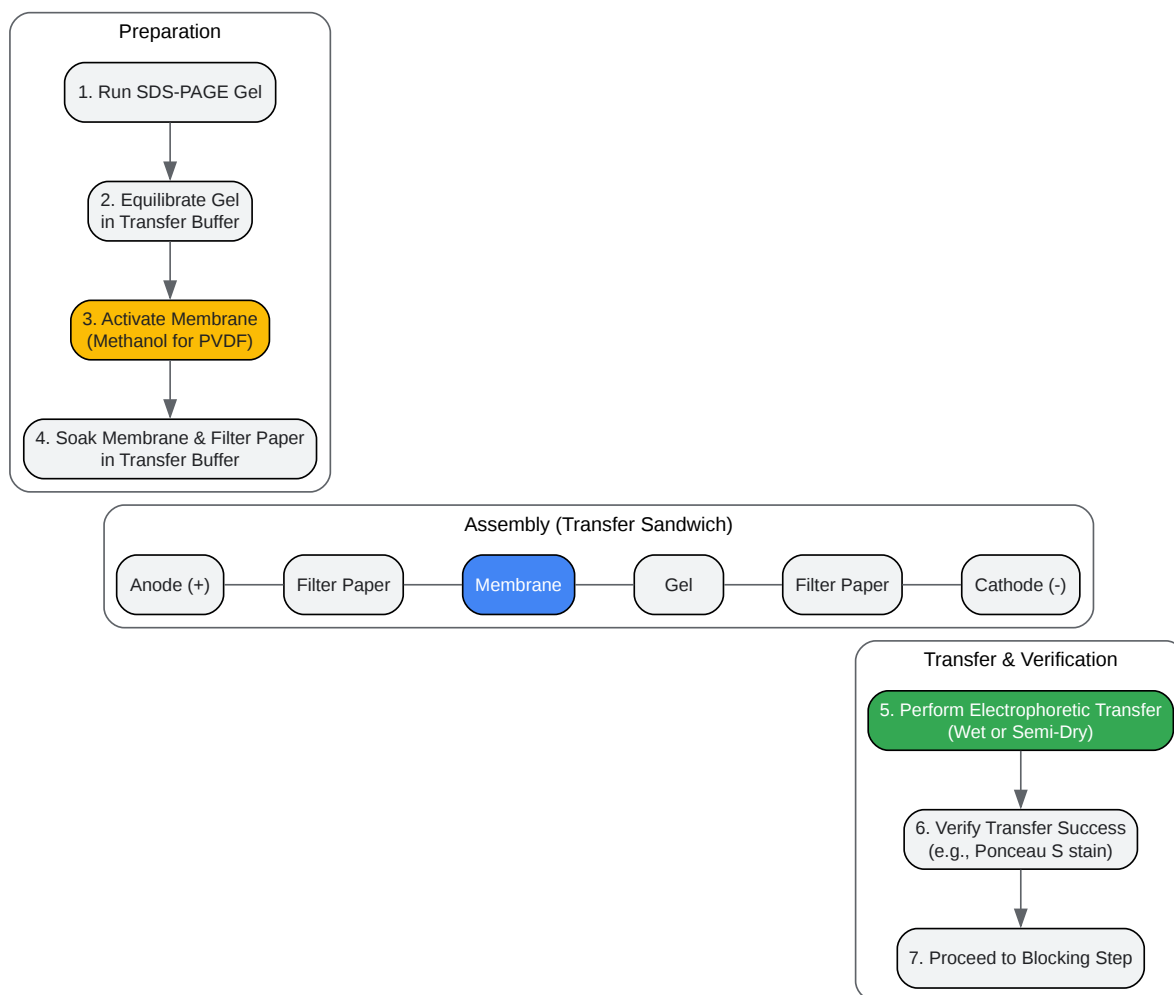 Preparation
1. Run SDS-PAGE Gel
2. Equilibrate Gel
in Transfer Buffer
3. Activate Membrane
(Methanol for PVDF)
4. Soak Membrane & Filter Paper
in Transfer Buffer
Assembly (Transfer Sandwich)
Anode (+)
Filter Paper
Membrane
Gel
Filter Paper
Cathode (-)
Transfer & Verification
5. Perform Electrophoretic Transfer
(Wet or Semi-Dry)
6. Verify Transfer Success
(e.g., Ponceau S stain)
7. Proceed to Blocking Step